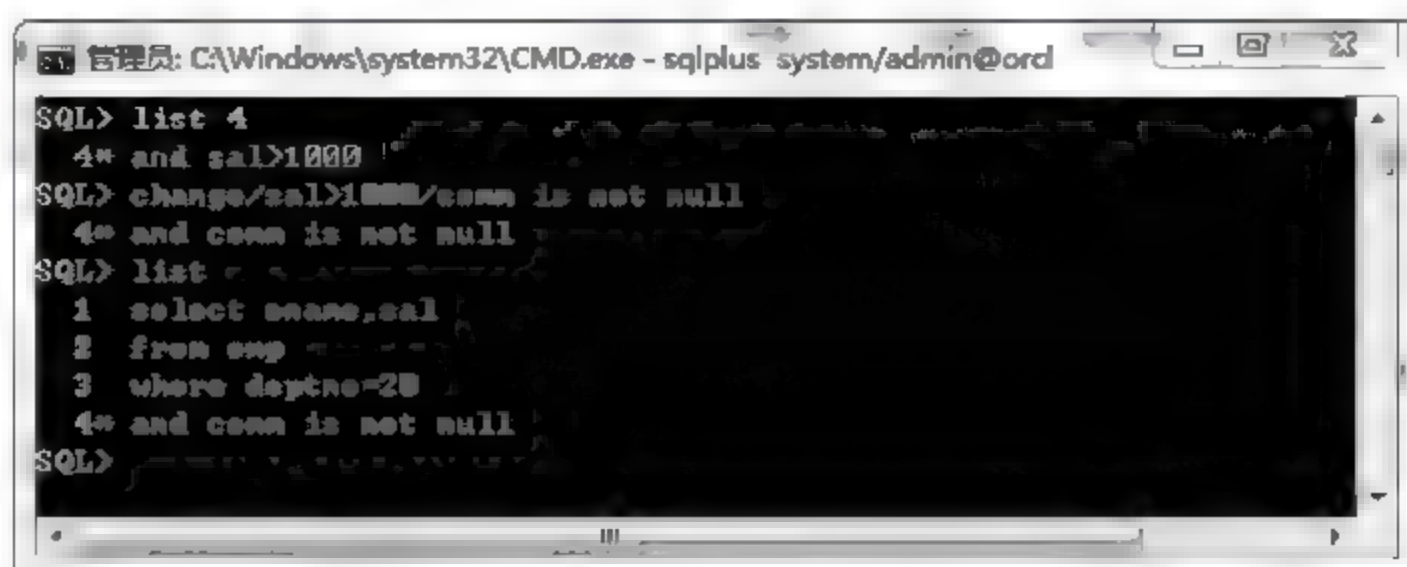 管理员: C:\Windows\system32\CMD.exe - sqlplus system/admin@orcl
SQL> list 4
4* and sal>1000
SQL> change/sal>1000/comm is not null
4* and comm is not null
SQL> list
1 select ename,sal
2 from emp
3 where deptno=20
4* and comm is not null
SQL>